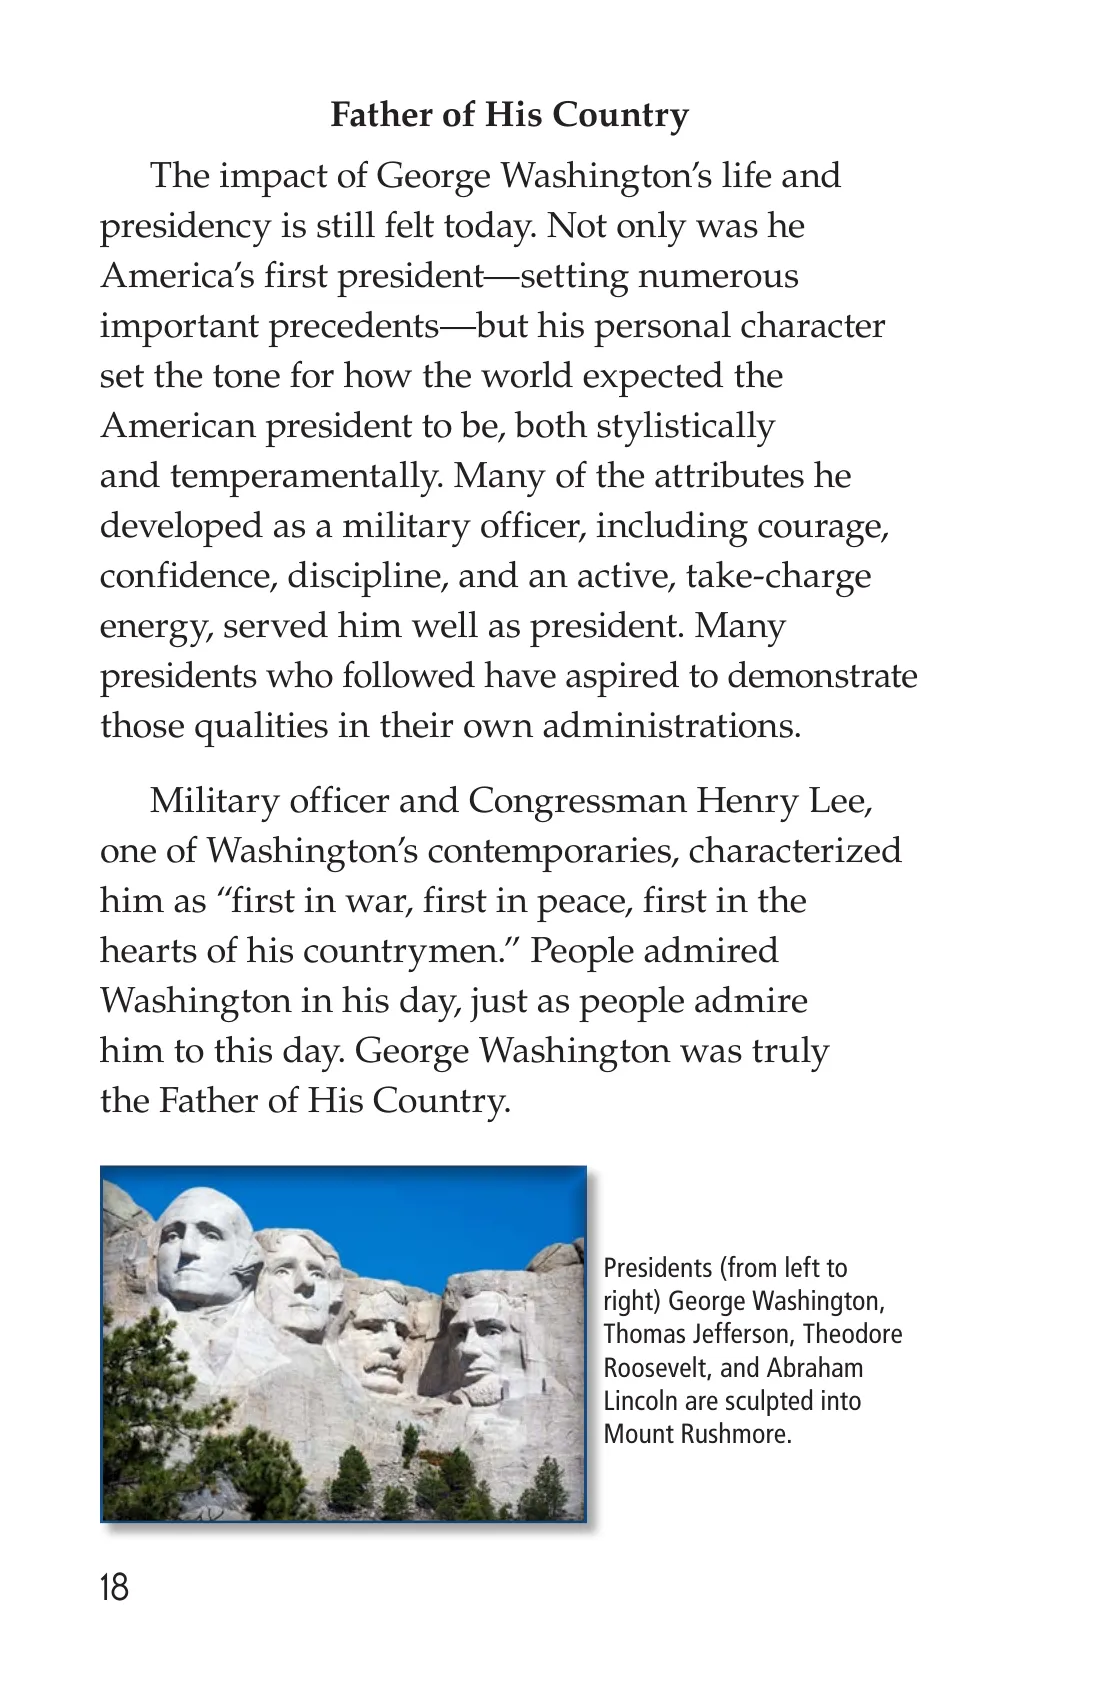 Father of His Country
The impact of George Washington’s life and
presidency is still felt today. Not only was he
America’s first president—setting numerous
important precedents—but his personal character
set the tone for how the world expected the
American president to be, both stylistically
and temperamentally. Many of the attributes he
developed as a military officer, including courage,
confidence, discipline, and an active, take-charge
energy, served him well as president. Many
presidents who followed have aspired to demonstrate
those qualities in their own administrations.
Military officer and Congressman Henry Lee,
one of Washington’s contemporaries, characterized
him as “first in war, first in peace, first in the
hearts of his countrymen.” People admired
Washington in his day, just as people admire
him to this day. George Washington was truly
the Father of His Country.
Presidents (from left to
right) George Washington,
Thomas Jefferson, Theodore
Roosevelt, and Abraham
Lincoln are sculpted into
Mount Rushmore.
18